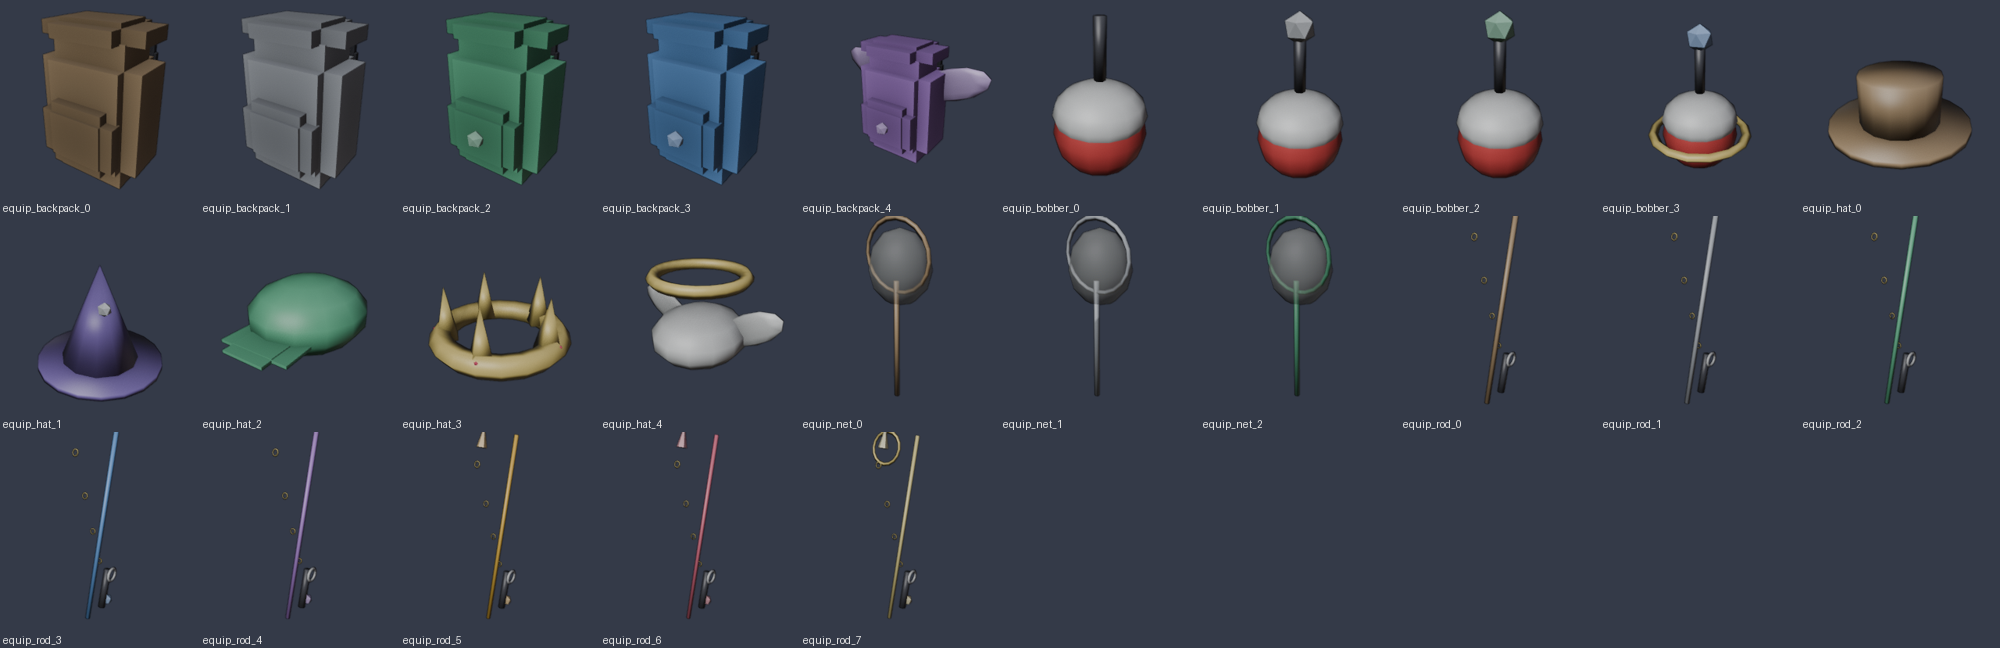 equip_backpack_0
equip_backpack_1
equip_backpack_2
equip_backpack_3
equip_backpack_4
equip_bobber_0
equip_bobber_1
equip_bobber_2
equip_bobber_3
equip_hat_0
equip_hat_1
equip_hat_2
equip_hat_3
equip_hat_4
equip_net_0
equip_net_1
equip_net_2
equip_rod_0
equip_rod_1
equip_rod_2
equip_rod_3
equip_rod_4
equip_rod_5
equip_rod_6
equip_rod_7